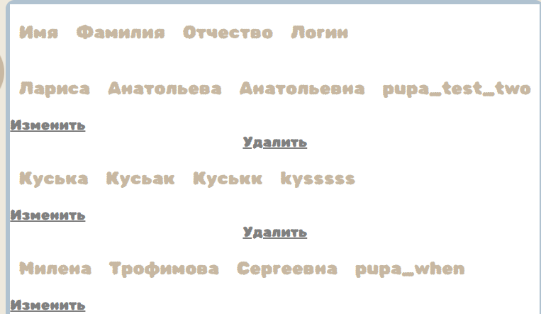 Имя Фамилия Отчество Логин
Лариса Анатольева Анатольевна pupa_test_two
Изменить
Удалить
Куська Кусьак Куськк kysssss
Изменить
Удалить
Милена Трофимова Сергеевна pupa_when
Изменить